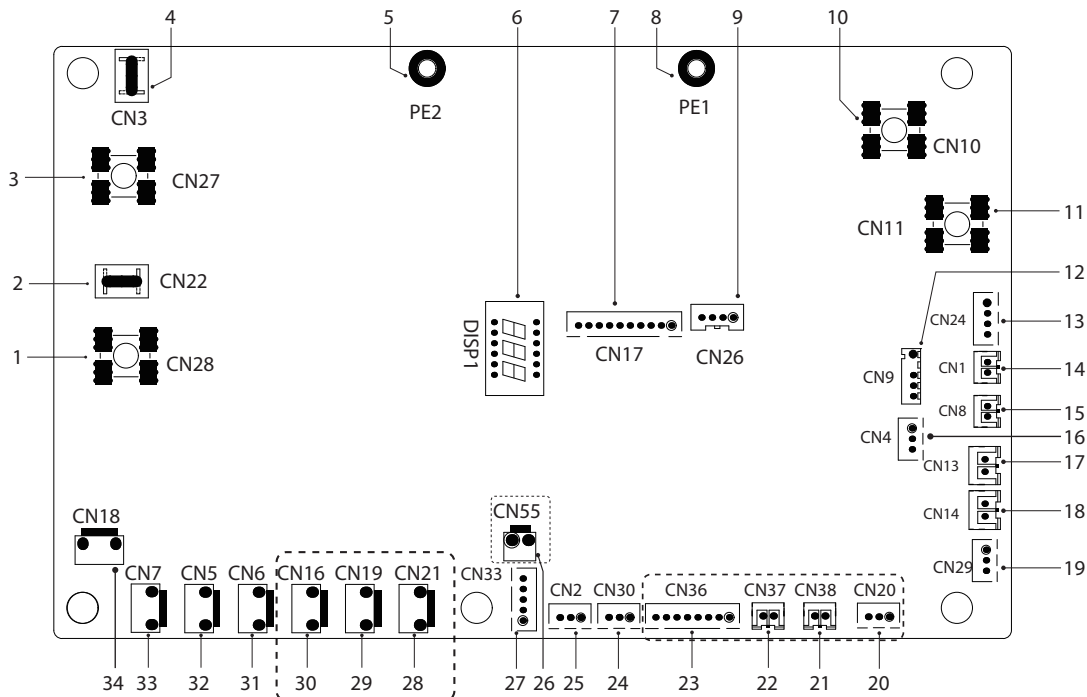 4 5 6 7 8 9 10
CN3 PE2 PE1
CN10
3 CN27
11
CN11
2 CN22
12
CN24 13
DISP1
CN17 CN26
1 CN28
CN9 CN1 14
CN8 15
CN4 16
CN13 17
CN14 18
CN18 CN55
CN29 19
CN7 CN5 CN6 CN16 CN19 CN21 CN33 CN2 CN30 CN36 CN37 CN38 CN20
34 33 32 31 30 29 28 27 26 25 24 23 22 21 20